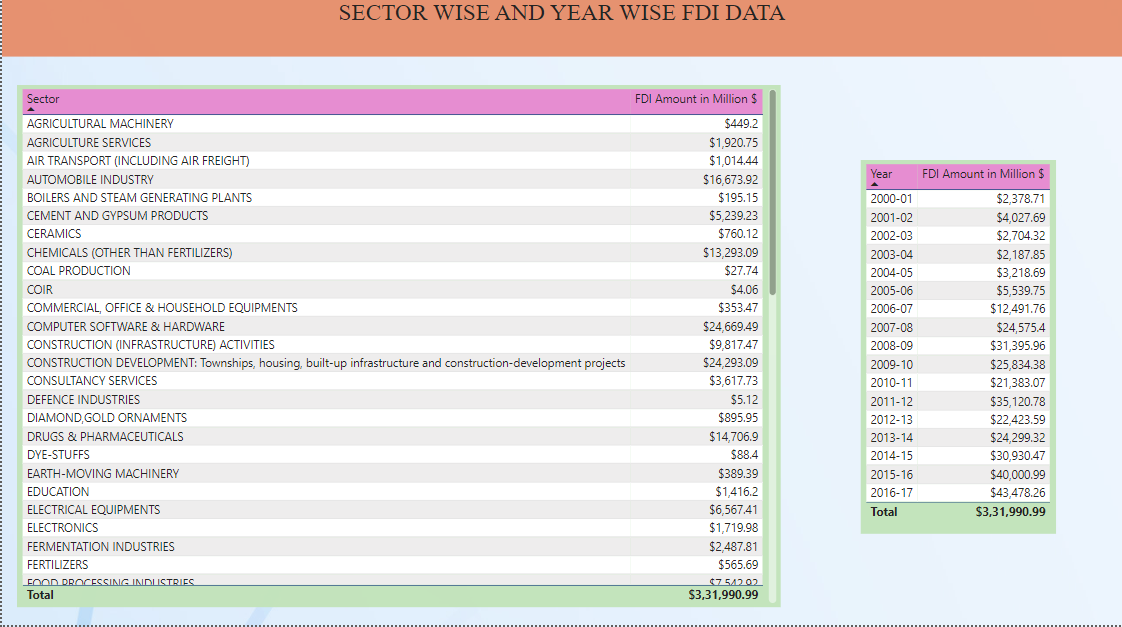 SECTOR WISE AND YEAR WISE FDI DATA
Sector FDI Amount in Million $
AGRICULTURAL MACHINERY $449.2
AGRICULTURE SERVICES $1,920.75
AIR TRANSPORT (INCLUDING AIR FREIGHT) $1,014.44
AUTOMOBILE INDUSTRY $16,673.92
BOILERS AND STEAM GENERATING PLANTS $195.15
CEMENT AND GYPSUM PRODUCTS $5,239.23
CERAMICS $760.12
CHEMICALS (OTHER THAN FERTILIZERS) $13,293.09
COAL PRODUCTION $27.74
COIR $4.06
COMMERCIAL, OFFICE & HOUSEHOLD EQUIPMENTS $353.47
COMPUTER SOFTWARE & HARDWARE $24,669.49
CONSTRUCTION (INFRASTRUCTURE) ACTIVITIES $9,817.47
CONSTRUCTION DEVELOPMENT: Townships, housing, built-up infrastructure and construction-development projects $24,293.09
CONSULTANCY SERVICES $3,617.73
DEFENCE INDUSTRIES $5.12
DIAMOND,GOLD ORNAMENTS $895.95
DRUGS & PHARMACEUTICALS $14,706.9
DYE-STUFFS $88.4
EARTH-MOVING MACHINERY $389.39
EDUCATION $1,416.2
ELECTRICAL EQUIPMENTS $6,567.41
ELECTRONICS $1,719.98
FERMENTATION INDUSTRIES $2,487.81
FERTILIZERS $565.69
FOOD PROCESSING INDUSTRIES $7,542.92
Total $3,31,990.99
Year FDI Amount in Million $
2000-01 $2,378.71
2001-02 $4,027.69
2002-03 $2,704.32
2003-04 $2,187.85
2004-05 $3,218.69
2005-06 $5,539.75
2006-07 $12,491.76
2007-08 $24,575.4
2008-09 $31,395.96
2009-10 $25,834.38
2010-11 $21,383.07
2011-12 $35,120.78
2012-13 $22,423.59
2013-14 $24,299.32
2014-15 $30,930.47
2015-16 $40,000.99
2016-17 $43,478.26
Total $3,31,990.99